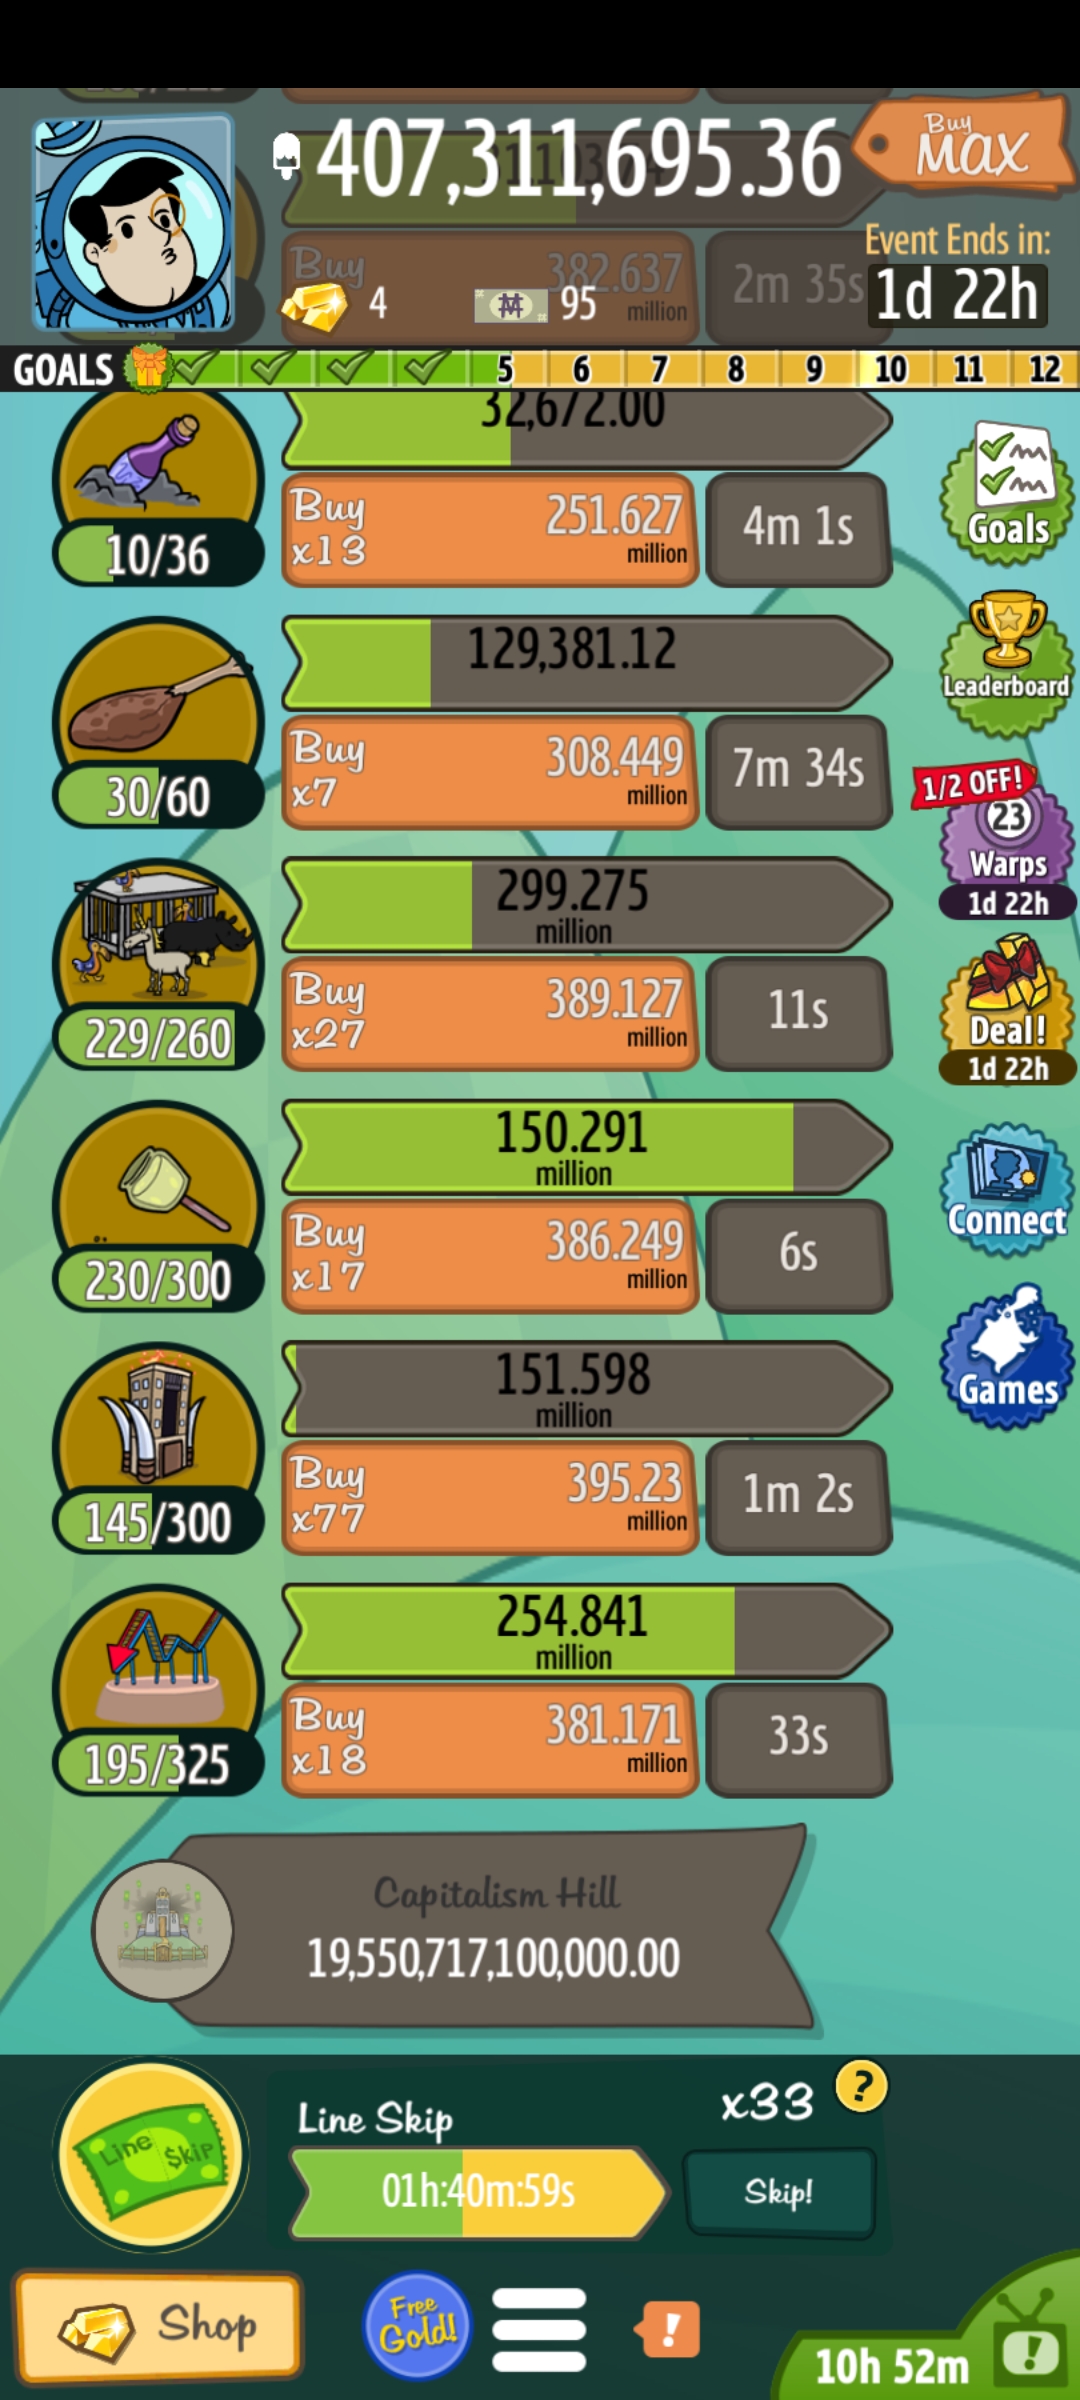 407,311,695.36
Buy
MAX
Event Ends in:
1d 22h
Buy
382.637
million
2m 35s
4
95
GOALS
5 6 7 8 9 10 11 12
32,672.00
Buy
x13
251.627
million
4m 1s
10/36
Goals
129,381.12
Buy
x7
308.449
million
7m 34s
30/60
Leaderboard
1/2 OFF!
23
Warps
1d 22h
299.275
million
Buy
x27
389.127
million
11s
229/260
Deal!
1d 22h
150.291
million
Buy
x17
386.249
million
6s
230/300
Connect
151.598
million
Buy
x77
395.23
million
1m 2s
145/300
Games
254.841
million
Buy
x18
381.171
million
33s
195/325
Capitalism Hill
19,550,717,100,000.00
Line $kip
Line Skip
x33
?
01h:40m:59s
Skip!
Shop
Free
Gold!
!
10h 52m
!